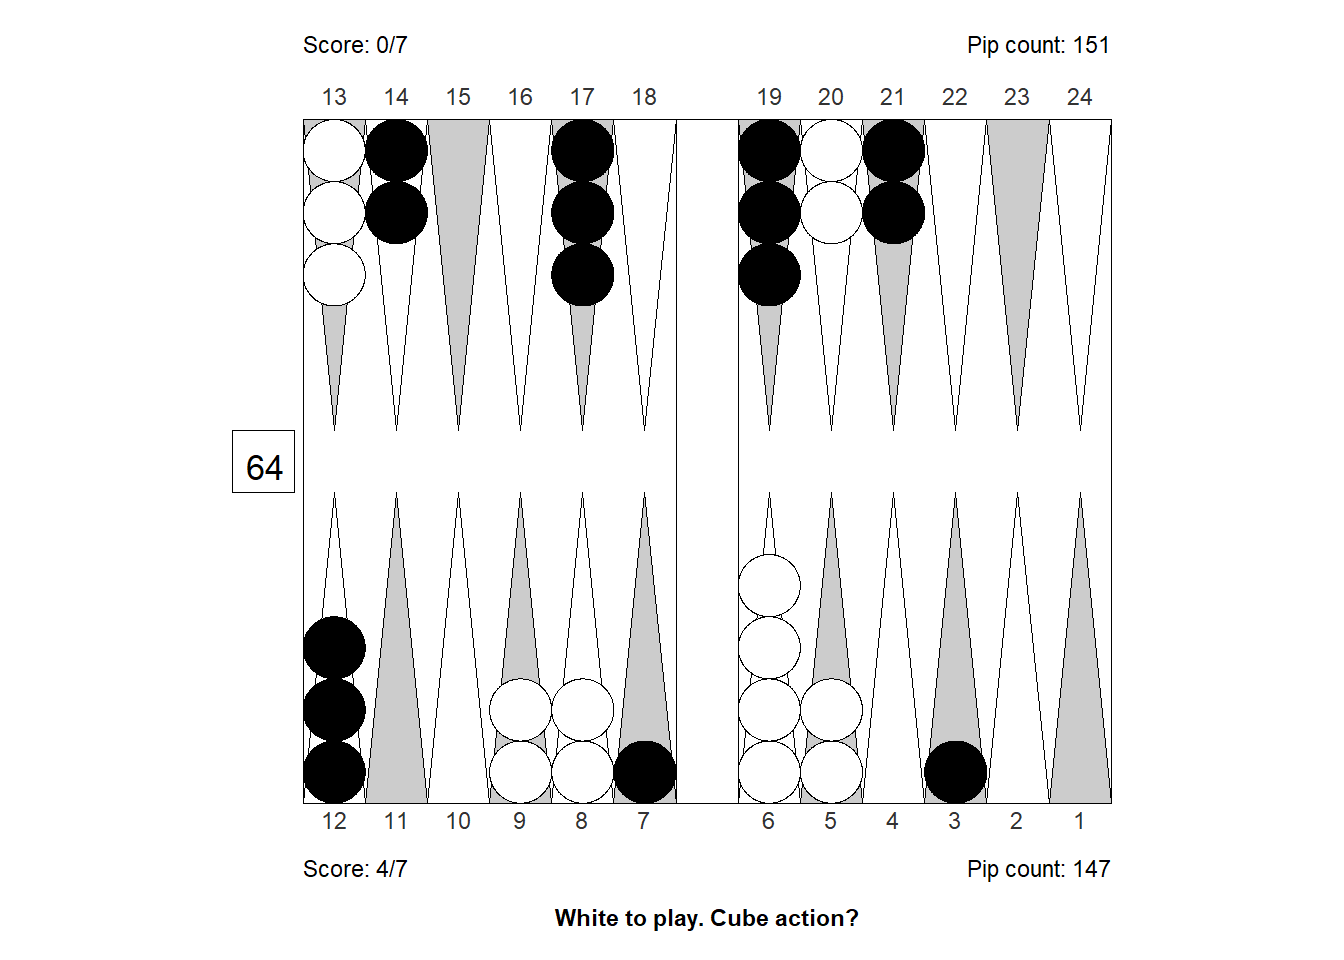 Score: 0/7 Pip count: 151
13 14 15 16 17 18 19 20 21 22 23 24
64
12 11 10 9 8 7 6 5 4 3 2 1
Score: 4/7 Pip count: 147
White to play. Cube action?